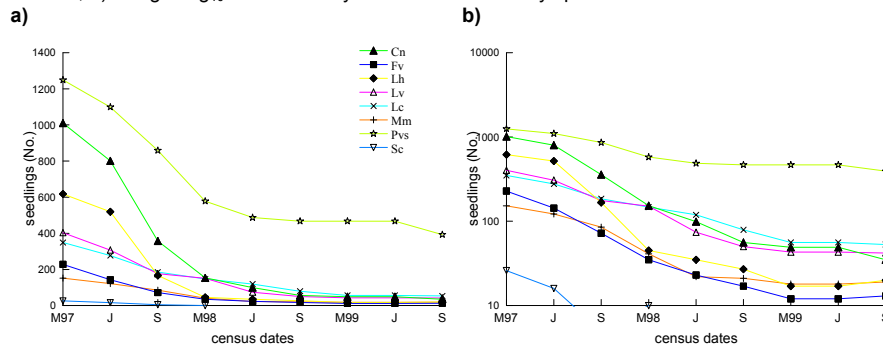 a)
b)
1400
1200
1000
800
600
400
200
0
seedlings (No.)
M97 J S M98 J S M99 J S
census dates
Cn
Fv
Lh
Lv
Lc
Mm
Pvs
Sc
10000
1000
100
10
seedlings (No.)
M97 J S M98 J S M99 J S
census dates